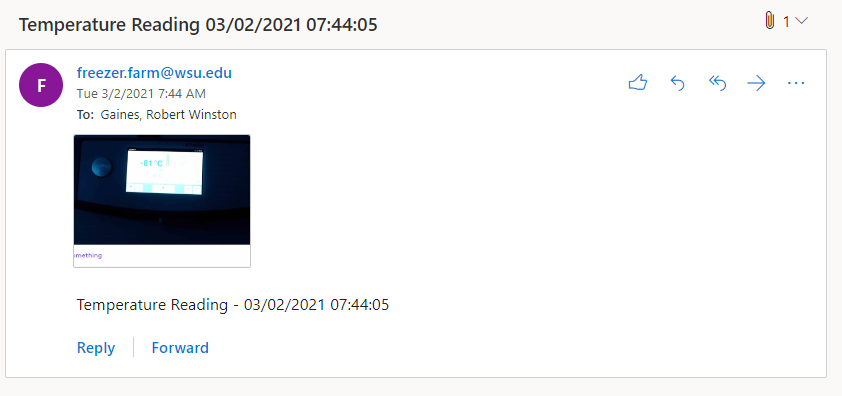 Temperature Reading 03/02/2021 07:44:05
1
F
freezer.farm@wsu.edu
Tue 3/2/2021 7:44 AM
To: Gaines, Robert Winston
-81 °C
mething
Temperature Reading - 03/02/2021 07:44:05
Reply
Forward